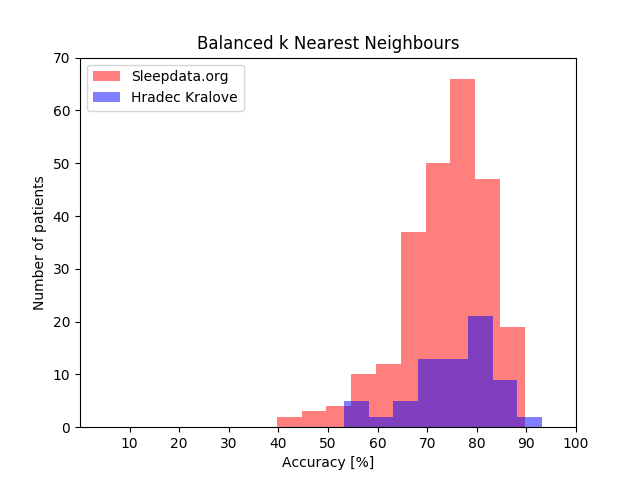 Balanced k Nearest Neighbours
Sleepdata.org
Hradec Kralove
Number of patients
70
60
50
40
30
20
10
0
10 20 30 40 50 60 70 80 90 100
Accuracy [%]